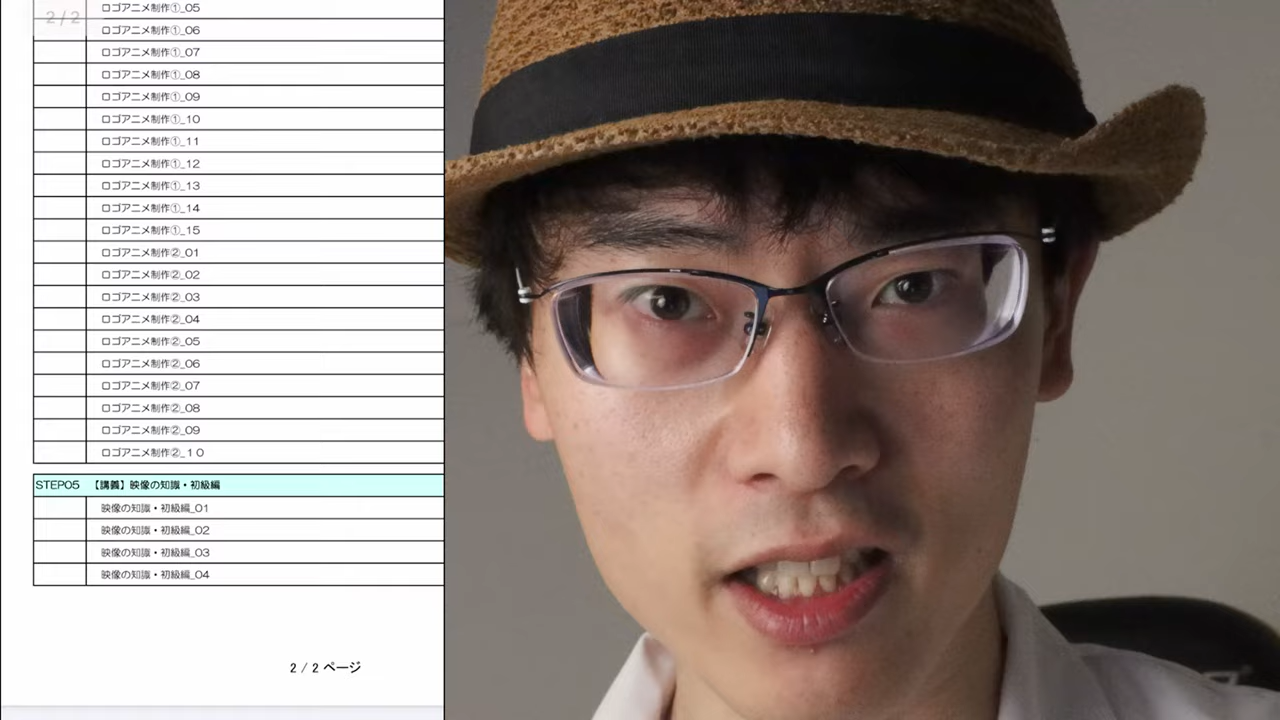 2 / 2
ロゴアニメ制作①_05
ロゴアニメ制作①_06
ロゴアニメ制作①_07
ロゴアニメ制作①_08
ロゴアニメ制作①_09
ロゴアニメ制作①_10
ロゴアニメ制作①_11
ロゴアニメ制作①_12
ロゴアニメ制作①_13
ロゴアニメ制作①_14
ロゴアニメ制作①_15
ロゴアニメ制作②_01
ロゴアニメ制作②_02
ロゴアニメ制作②_03
ロゴアニメ制作②_04
ロゴアニメ制作②_05
ロゴアニメ制作②_06
ロゴアニメ制作②_07
ロゴアニメ制作②_08
ロゴアニメ制作②_09
ロゴアニメ制作②_１０
STEP05 【講義】映像の知識・初級編
映像の知識・初級編_01
映像の知識・初級編_02
映像の知識・初級編_03
映像の知識・初級編_04
2 / 2 ページ